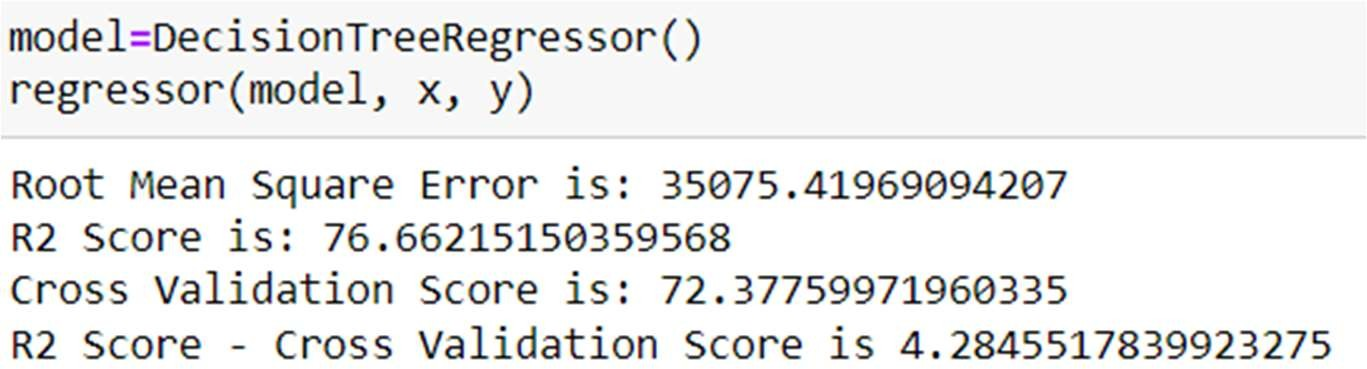 model=DecisionTreeRegressor()
regressor(model, x, y)
Root Mean Square Error is: 35075.41969094207
R2 Score is: 76.66215150359568
Cross Validation Score is: 72.37759971960335
R2 Score - Cross Validation Score is 4.2845517839923275